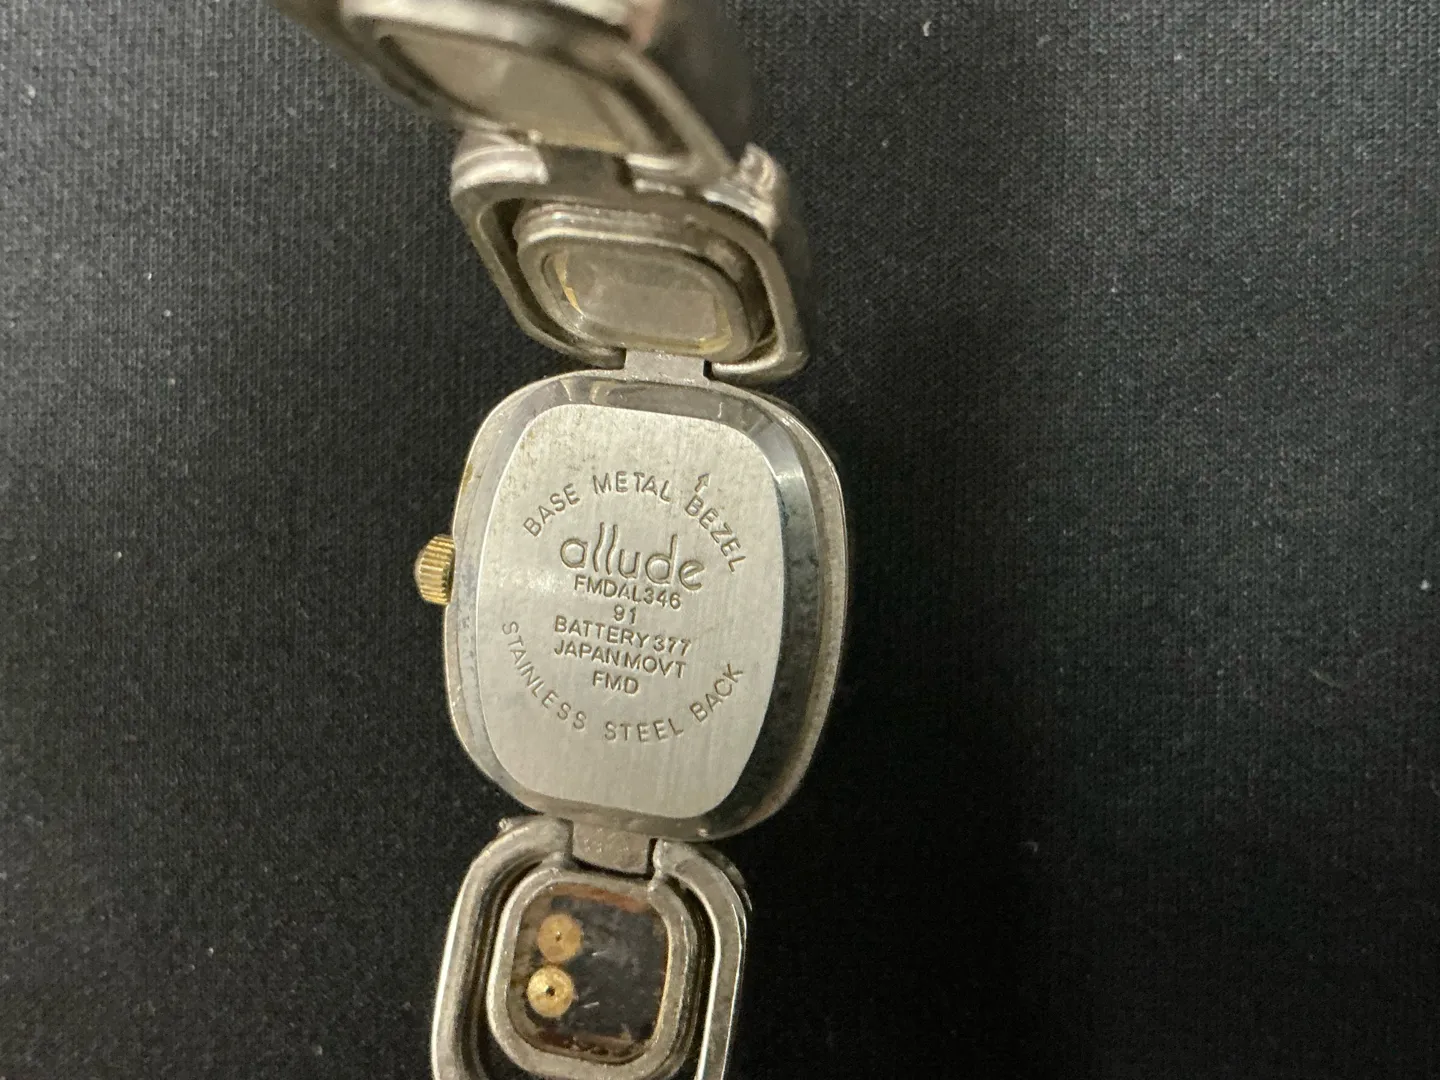 BASE METAL BEZEL
allude
FMDAL346
91
BATTERY 377
JAPAN MOVT
FMD
STAINLESS STEEL BACK